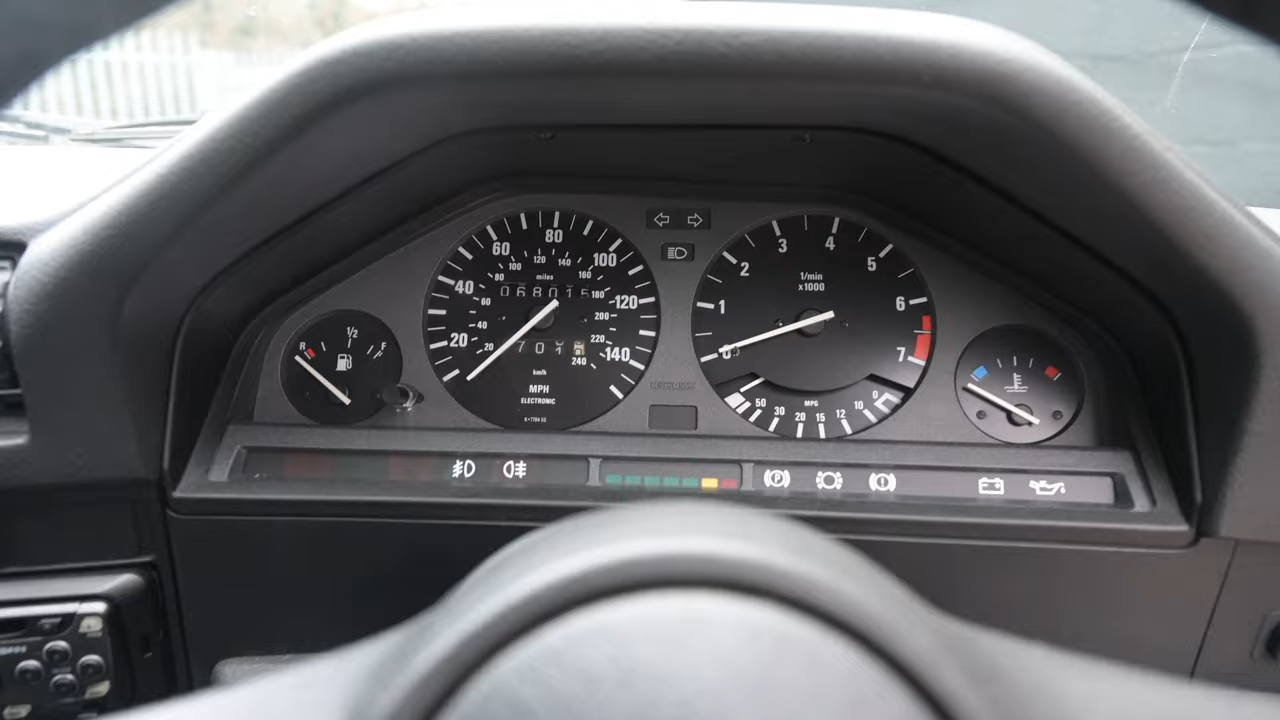 R 1/2 F
20 40 60 80 100 120 140
20 40 60 80 100 120 140 160 180 200 220 240
miles
068015
701
km/h
MPH
ELECTRONIC
0 1 2 3 4 5 6 7
1/min
x1000
50 30 20 15 12 10 0
MPG
P